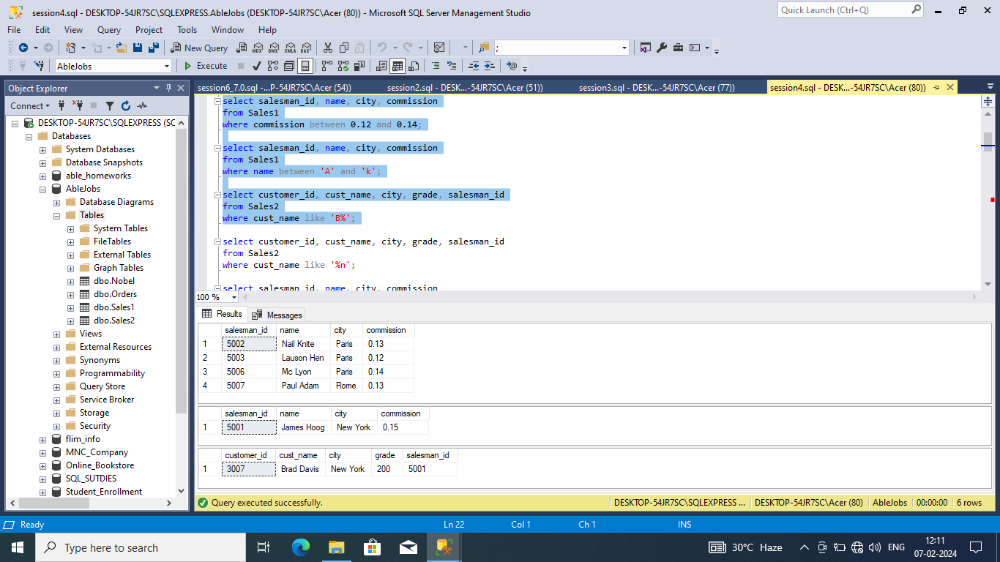 session4.sql - DESKTOP-54JR7SC\SQLEXPRESS.AbleJobs (DESKTOP-54JR7SC\Acer (80)) - Microsoft SQL Server Management Studio
Quick Launch (Ctrl+Q)
File Edit View Query Project Tools Window Help
New Query MDX DMX XMLA DAX ;
AbleJobs Execute
Object Explorer
session6_7.0.sql -...P-54JR7SC\Acer (54)) session2.sql - DESK...-54JR7SC\Acer (51)) session3.sql - DESK...-54JR7SC\Acer (77)) session4.sql - DESK...-54JR7SC\Acer (80))
Connect
DESKTOP-54JR7SC\SQLEXPRESS (SC
Databases
System Databases
Database Snapshots
able_homeworks
AbleJobs
Database Diagrams
Tables
System Tables
FileTables
External Tables
Graph Tables
dbo.Nobel
dbo.Orders
dbo.Sales1
dbo.Sales2
Views
External Resources
Synonyms
Programmability
Query Store
Service Broker
Storage
Security
flim_info
MNC_Company
Online_Bookstore
SQL_SUTDIES
Student_Enrollment
select salesman_id, name, city, commission
from Sales1
where commission between 0.12 and 0.14;
select salesman_id, name, city, commission
from Sales1
where name between 'A' and 'k';
select customer_id, cust_name, city, grade, salesman_id
from Sales2
where cust_name like 'B%';
select customer_id, cust_name, city, grade, salesman_id
from Sales2
where cust_name like '%n';
select salesman_id, name, city, commission
100 %
Results Messages
salesman_id name city commission
1 5002 Nail Knite Paris 0.13
2 5003 Lauson Hen Paris 0.12
3 5006 Mc Lyon Paris 0.14
4 5007 Paul Adam Rome 0.13
salesman_id name city commission
1 5001 James Hoog New York 0.15
customer_id cust_name city grade salesman_id
1 3007 Brad Davis New York 200 5001
Query executed successfully. DESKTOP-54JR7SC\SQLEXPRESS ... DESKTOP-54JR7SC\Acer (80) AbleJobs 00:00:00 6 rows
Ready Ln 22 Col 1 Ch 1 INS
Type here to search 30°C Haze ENG 12:11
07-02-2024